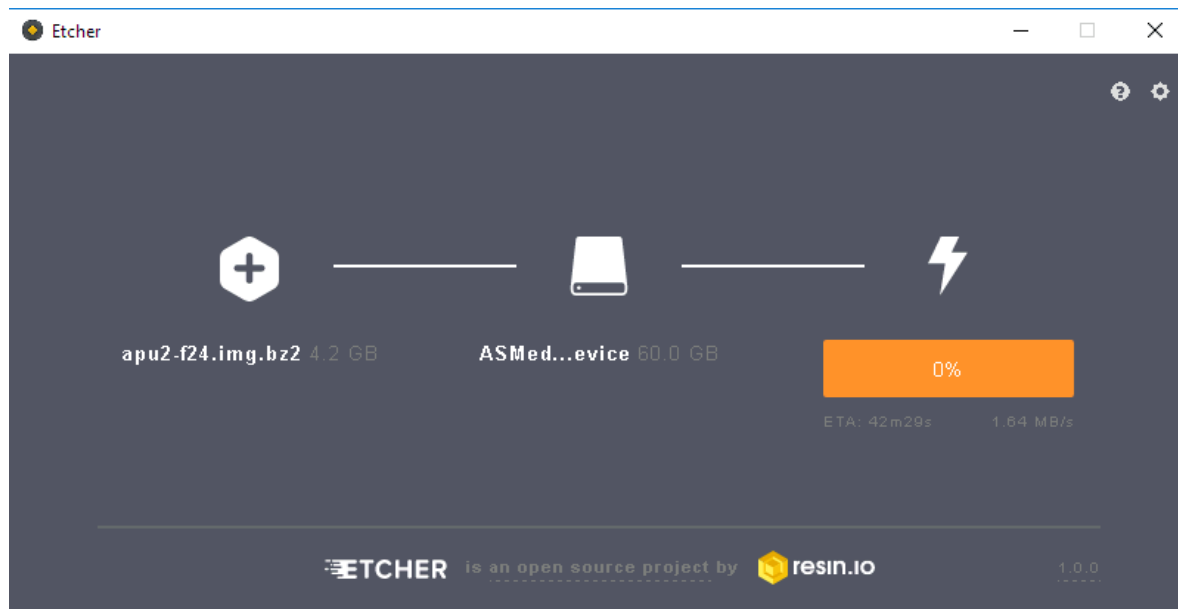 Etcher
apu2-f24.img.bz2 4.2 GB
ASMed...evice 60.0 GB
0%
ETA: 42m29s 1.64 MB/s
ETCHER is an open source project by resin.io 1.0.0